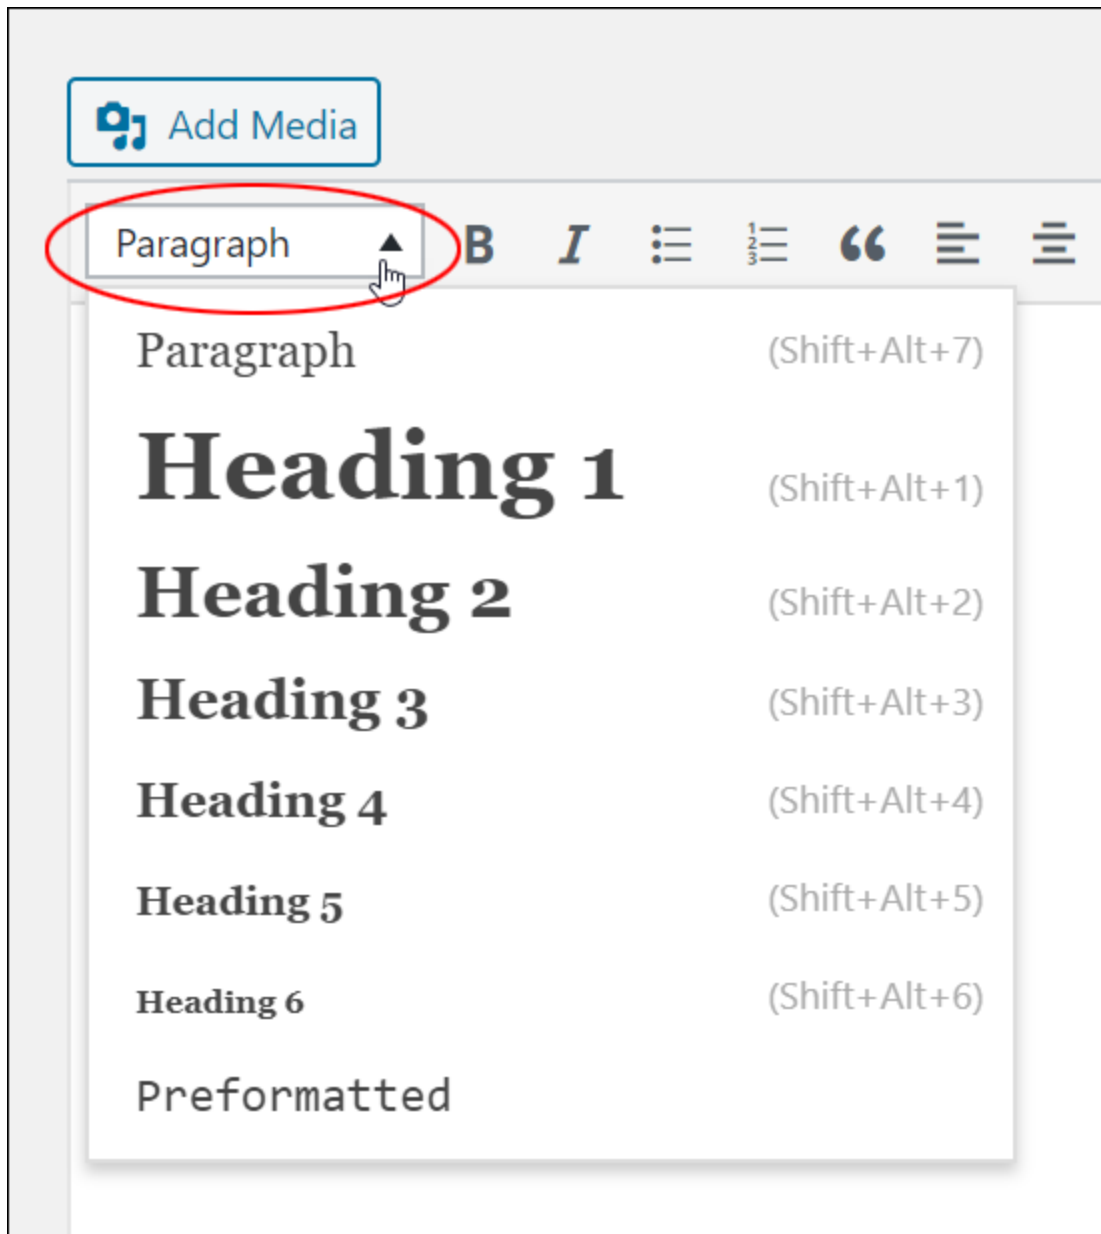 Add Media
Paragraph B I
Paragraph (Shift+Alt+7)
Heading 1 (Shift+Alt+1)
Heading 2 (Shift+Alt+2)
Heading 3 (Shift+Alt+3)
Heading 4 (Shift+Alt+4)
Heading 5 (Shift+Alt+5)
Heading 6 (Shift+Alt+6)
Preformatted